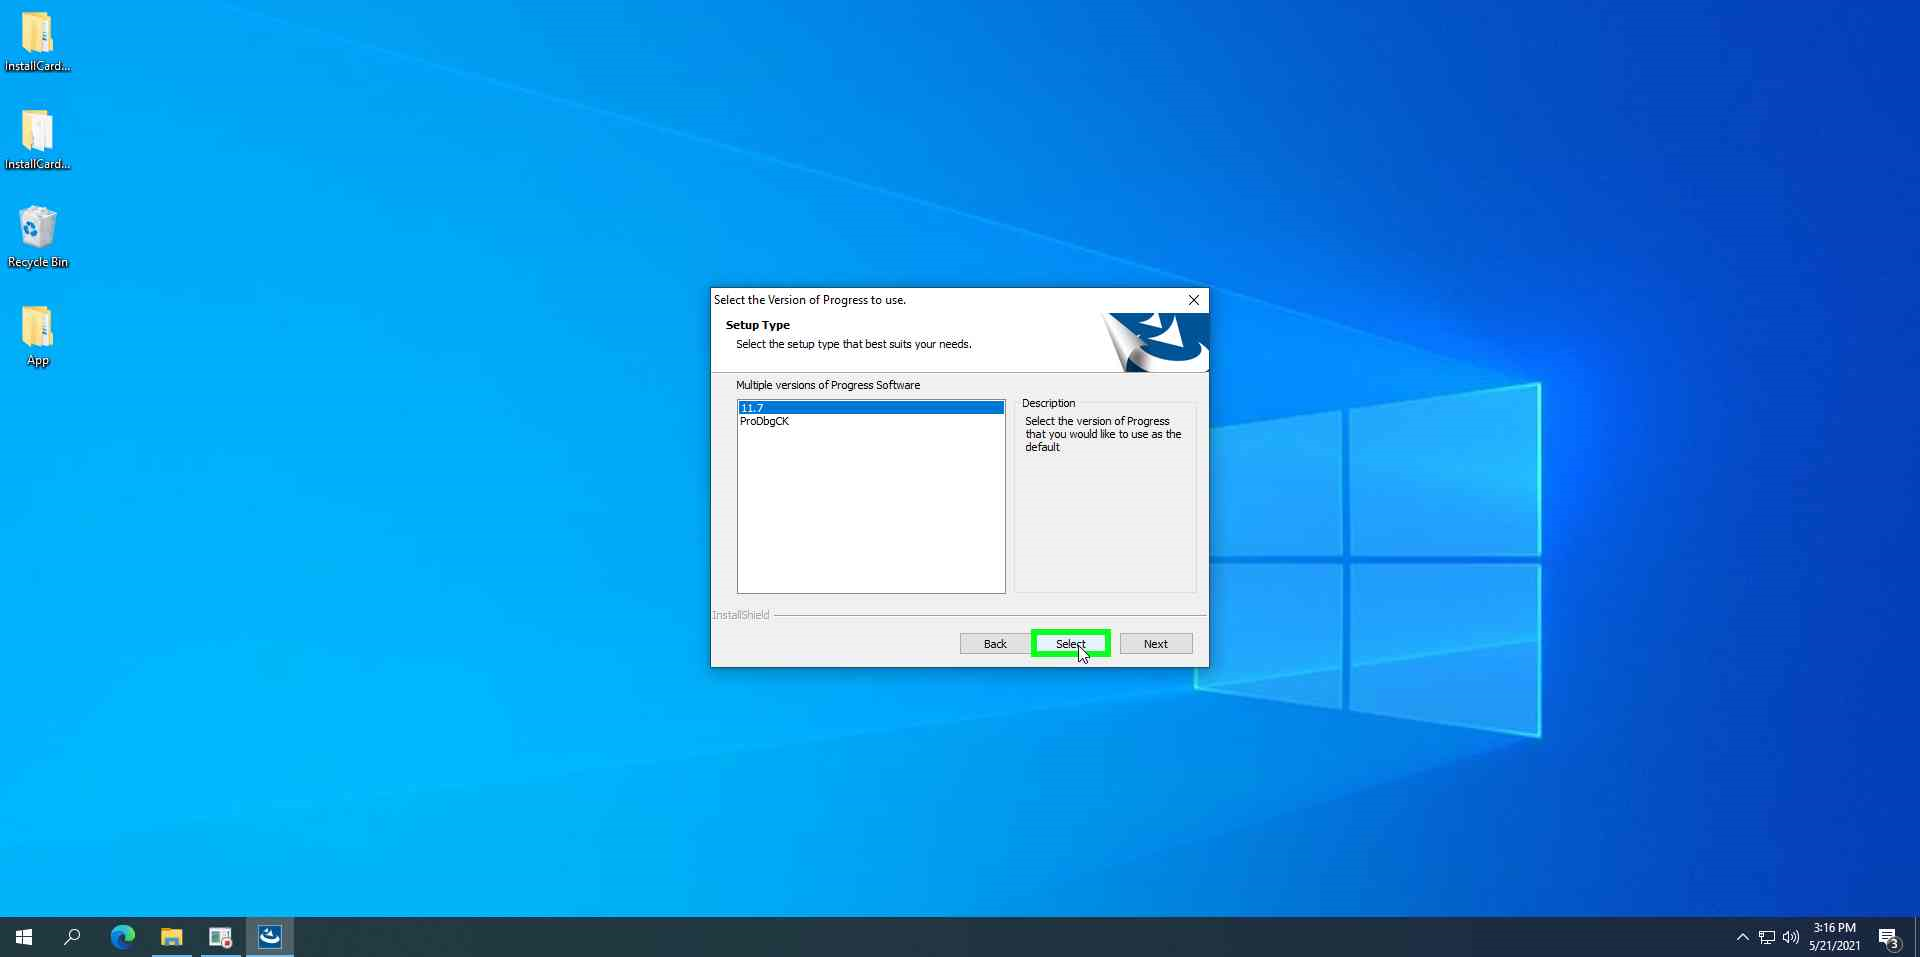 InstallCard...
InstallCard...
Recycle Bin
App
Select the Version of Progress to use.
Setup Type
Select the setup type that best suits your needs.
Multiple versions of Progress Software
11.7
ProDbgCK
Description
Select the version of Progress
that you would like to use as the
default
InstallShield
Back
Select
Next
3:16 PM
5/21/2021
3